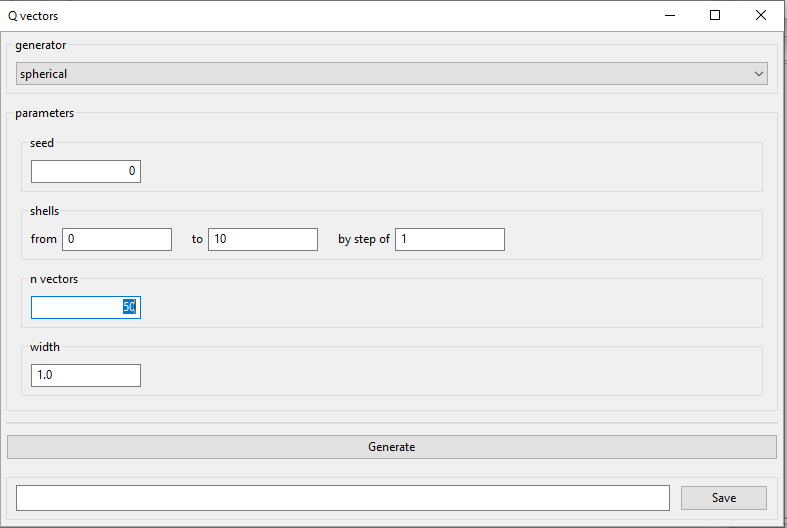 Q vectors
generator
spherical
parameters
seed
0
shells
from 0 to 10 by step of 1
n vectors
50
width
1.0
Generate
Save